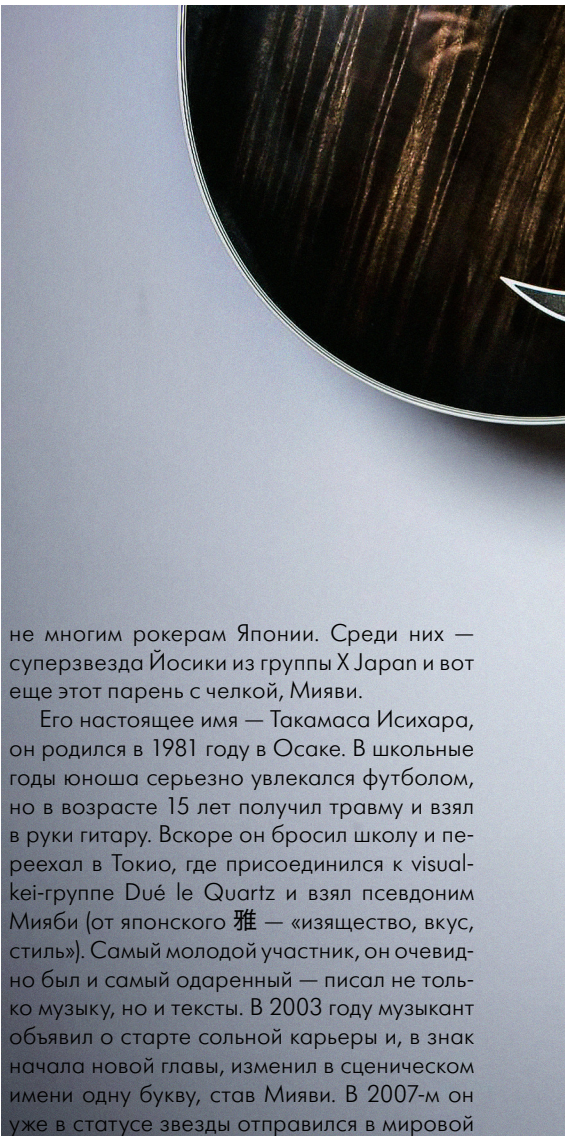 не многим рокерам Японии. Среди них —
суперзвезда Йосики из группы X Japan и вот
еще этот парень с челкой, Мияви.
Его настоящее имя — Такамаса Исихара,
он родился в 1981 году в Осаке. В школьные
годы юноша серьезно увлекался футболом,
но в возрасте 15 лет получил травму и взял
в руки гитару. Вскоре он бросил школу и пе-
реехал в Токио, где присоединился к visual-
kei-группе Dué le Quartz и взял псевдоним
Мияби (от японского 雅 — «изящество, вкус,
стиль»). Самый молодой участник, он очевид-
но был и самый одаренный — писал не толь-
ко музыку, но и тексты. В 2003 году музыкант
объявил о старте сольной карьеры и, в знак
начала новой главы, изменил в сценическом
имени одну букву, став Мияви. В 2007-м он
уже в статусе звезды отправился в мировой